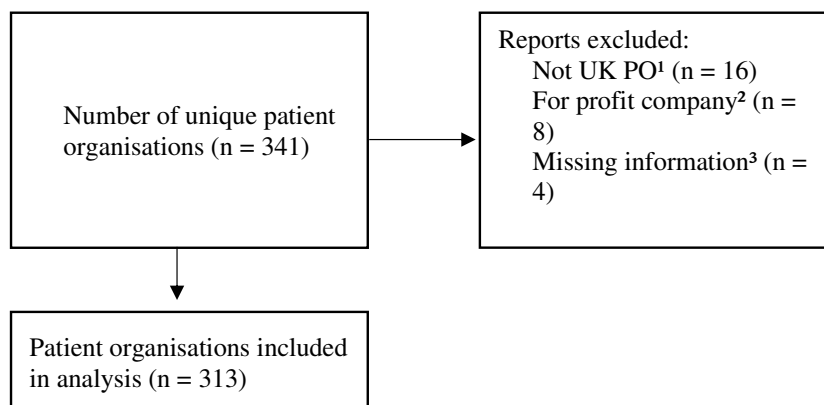 Number of unique patient
organisations (n = 341)
Reports excluded:
Not UK PO¹ (n = 16)
For profit company² (n =
8)
Missing information³ (n =
4)
Patient organisations included
in analysis (n = 313)